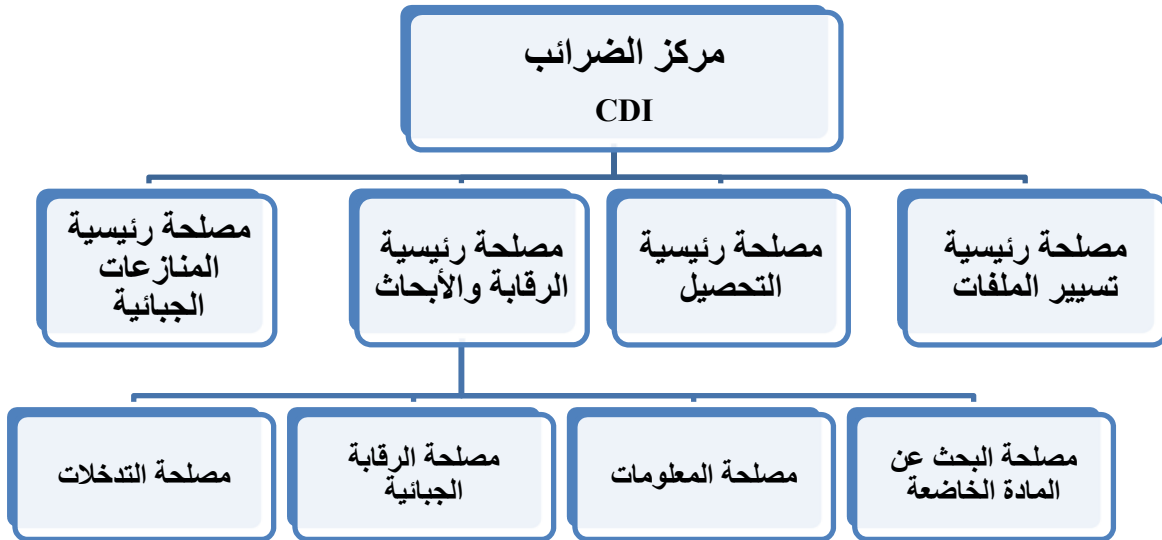 مركز الضرائب
CDI
مصلحة رئيسية
تسيير الملفات
مصلحة رئيسية
التحصيل
مصلحة رئيسية
الرقابة والأبحاث
مصلحة رئيسية
المنازعات
الجبائية
مصلحة البحث عن
المادة الخاضعة
مصلحة المعلومات
مصلحة الرقابة
الجبائية
مصلحة التدخلات